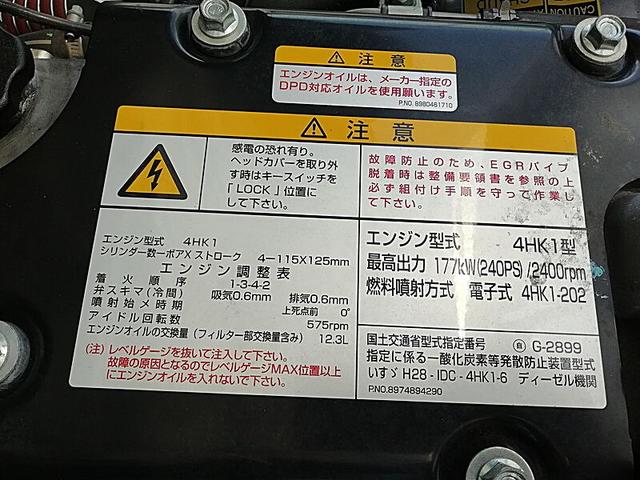 CAUTION
注意
エンジンオイルは、メーカー指定の
DPD対応オイルを使用願います。
P.NO. 8980461710
注意
感電の恐れ有り。
ヘッドカバーを取り外
す時はキースイッチを
「LOCK」位置に
して下さい。
故障防止のため、EGRパイプ
脱着時は整備要領書を参照の上
必ず組付け手順を守って作業し
て下さい。
エンジン型式 4HK1
シリンダー数ーボアXストローク 4-115X125mm
エンジン調整表
着火順序 1-3-4-2
弁スキマ(冷間) 吸気0.6mm 排気0.6mm
噴射始メ時期 上死点前 0°
アイドル回転数 575rpm
エンジンオイルの交換量(フィルター部交換量含み) 12.3L
(注)レベルゲージを抜いて注入して下さい。
故障の原因となるのでレベルゲージMAX位置以上
にエンジンオイルを入れないで下さい。
エンジン型式 4HK1型
最高出力 177kW(240PS)/2400rpm
燃料噴射方式 電子式 4HK1-202
国土交通省型式指定番号 G-2899
指定に係る一酸化炭素等発散防止装置型式
いすゞ H28-IDC-4HK1-6 ディーゼル機関
P.NO.8974894290